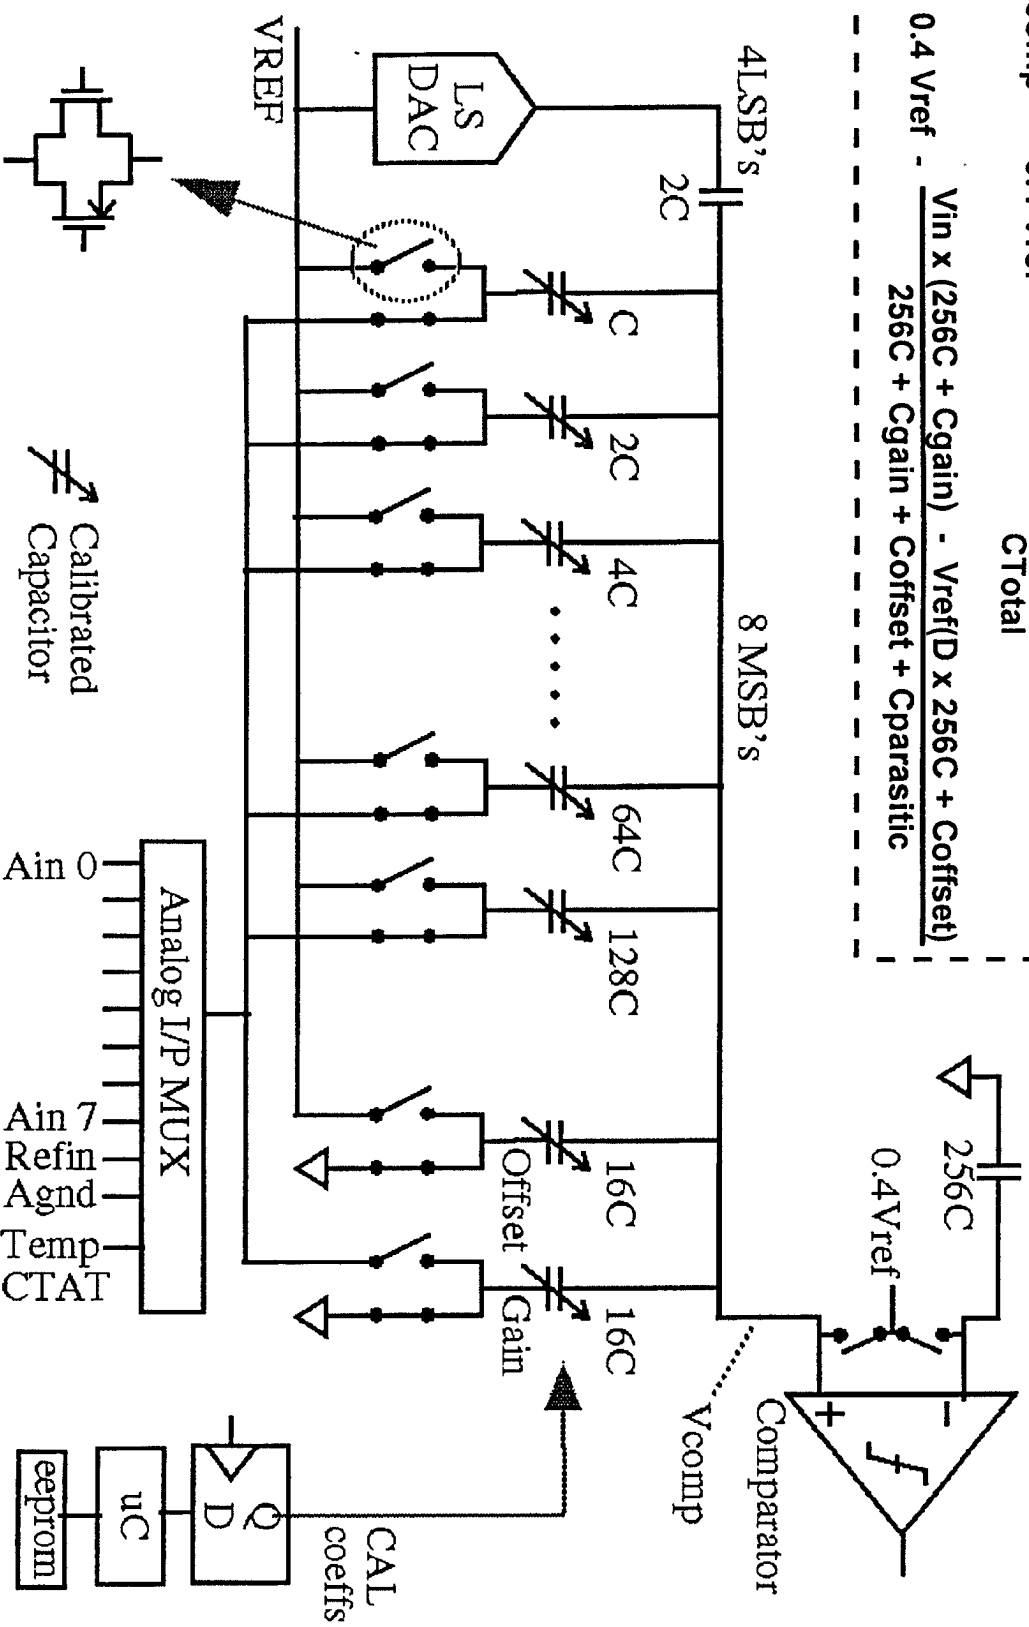 CTotal
0.4 Vref - Vin x (256C + Cgain) - Vref(D x 256C + Coffset)
256C + Cgain + Coffset + Cparasitic
4LSB's
8 MSB's
256C
0.4Vref
Comparator
+
-
Vcomp
LS
DAC
2C
C
2C
4C
64C
128C
16C
16C
Offset
Gain
VREF
CAL
coeffs
Q
D
uC
eeprom
Analog I/P MUX
Ain 0
Ain 7
Refin
Agnd
Temp
CTAT
Calibrated
Capacitor